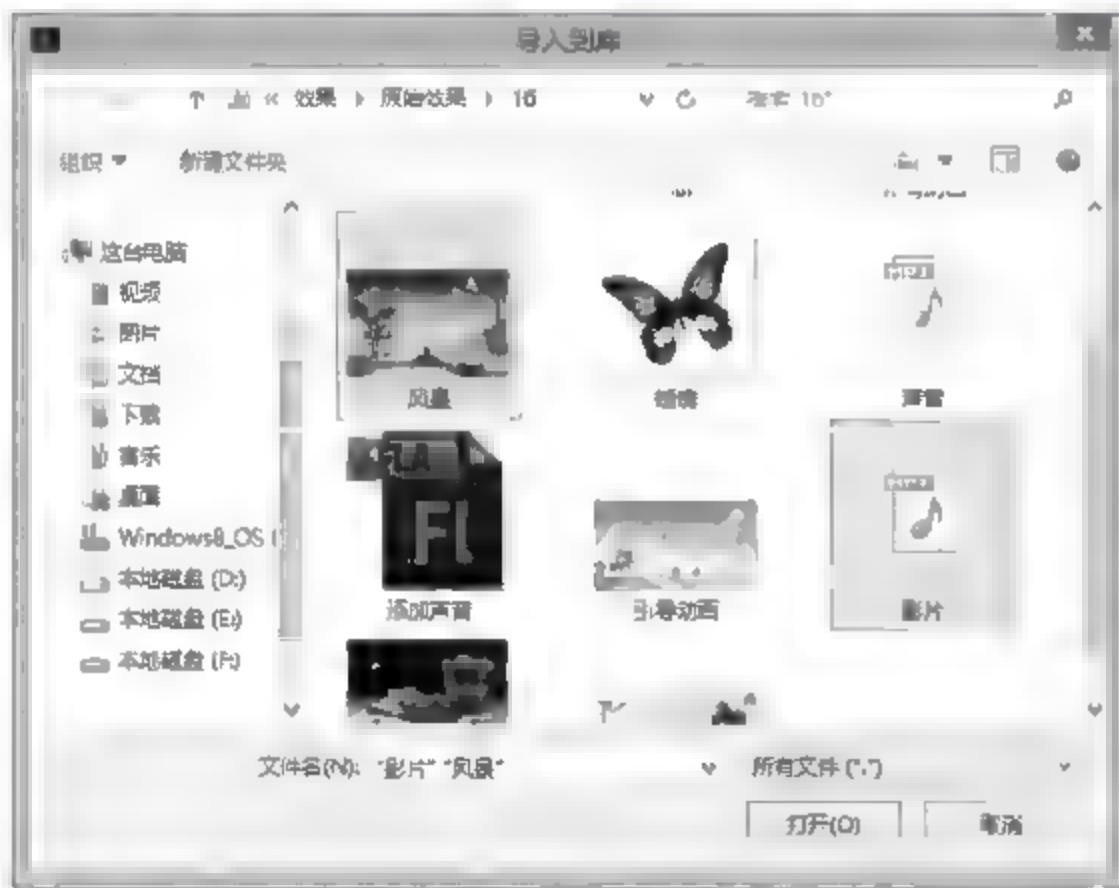 导入到库
« 效果 ▸ 原始效果 ▸ 16
搜索"16"
组织 新建文件夹
这台电脑
视频
图片
文档
下载
音乐
桌面
Windows8_OS (
本地磁盘 (D:)
本地磁盘 (E:)
本地磁盘 (F:)
风景
声音
Fl
添加声音
引导动画
影片
文件名(N): "影片" "风景"
所有文件 (*.*)
打开(O)
取消